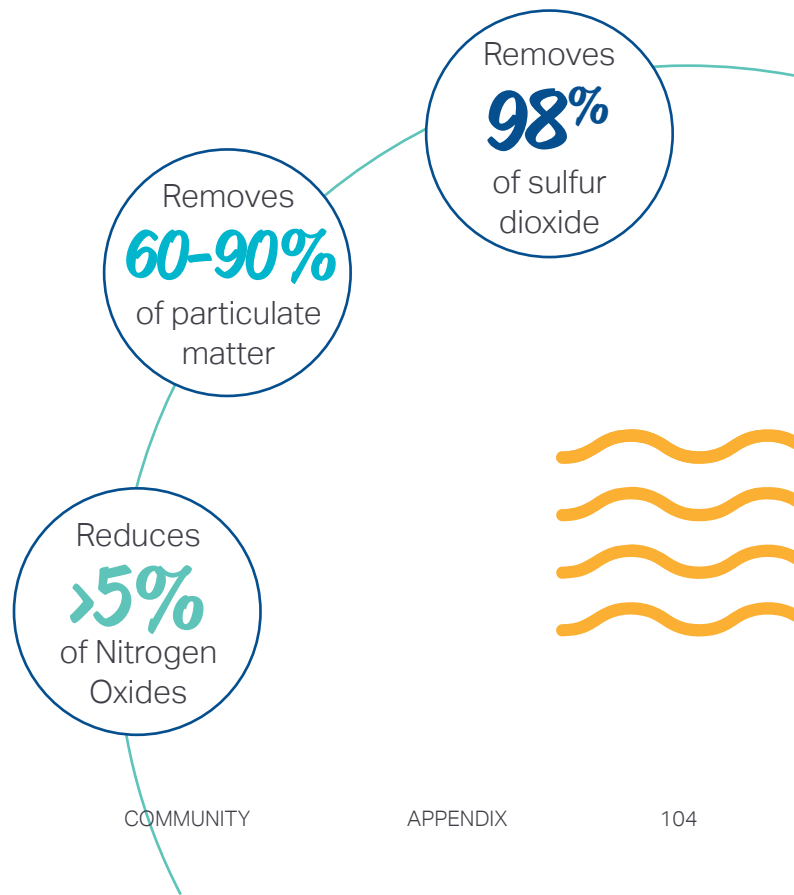 Removes
98%
of sulfur
dioxide
Removes
60-90%
of particulate
matter
Reduces
>5%
of Nitrogen
Oxides
COMMUNITY APPENDIX 104